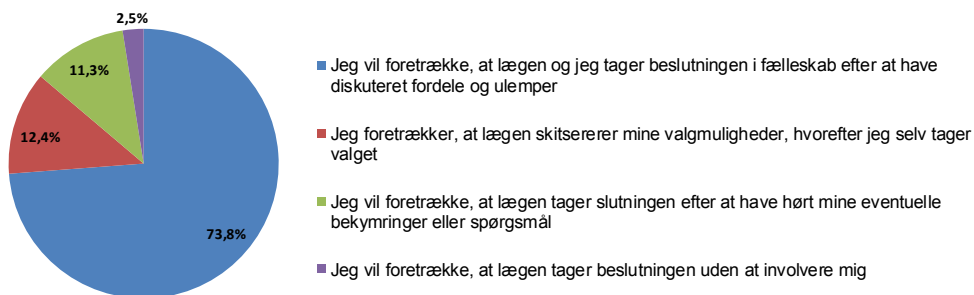 2,5%
11,3%
12,4%
73,8%
Jeg vil foretrække, at lægen og jeg tager beslutningen i fælleskab efter at have
diskuteret fordele og ulemper
Jeg foretrækker, at lægen skitsererer mine valgmuligheder, hvorefter jeg selv tager
valget
Jeg vil foretrække, at lægen tager slutningen efter at have hørt mine eventuelle
bekymringer eller spørgsmål
Jeg vil foretrække, at lægen tager beslutningen uden at involvere mig